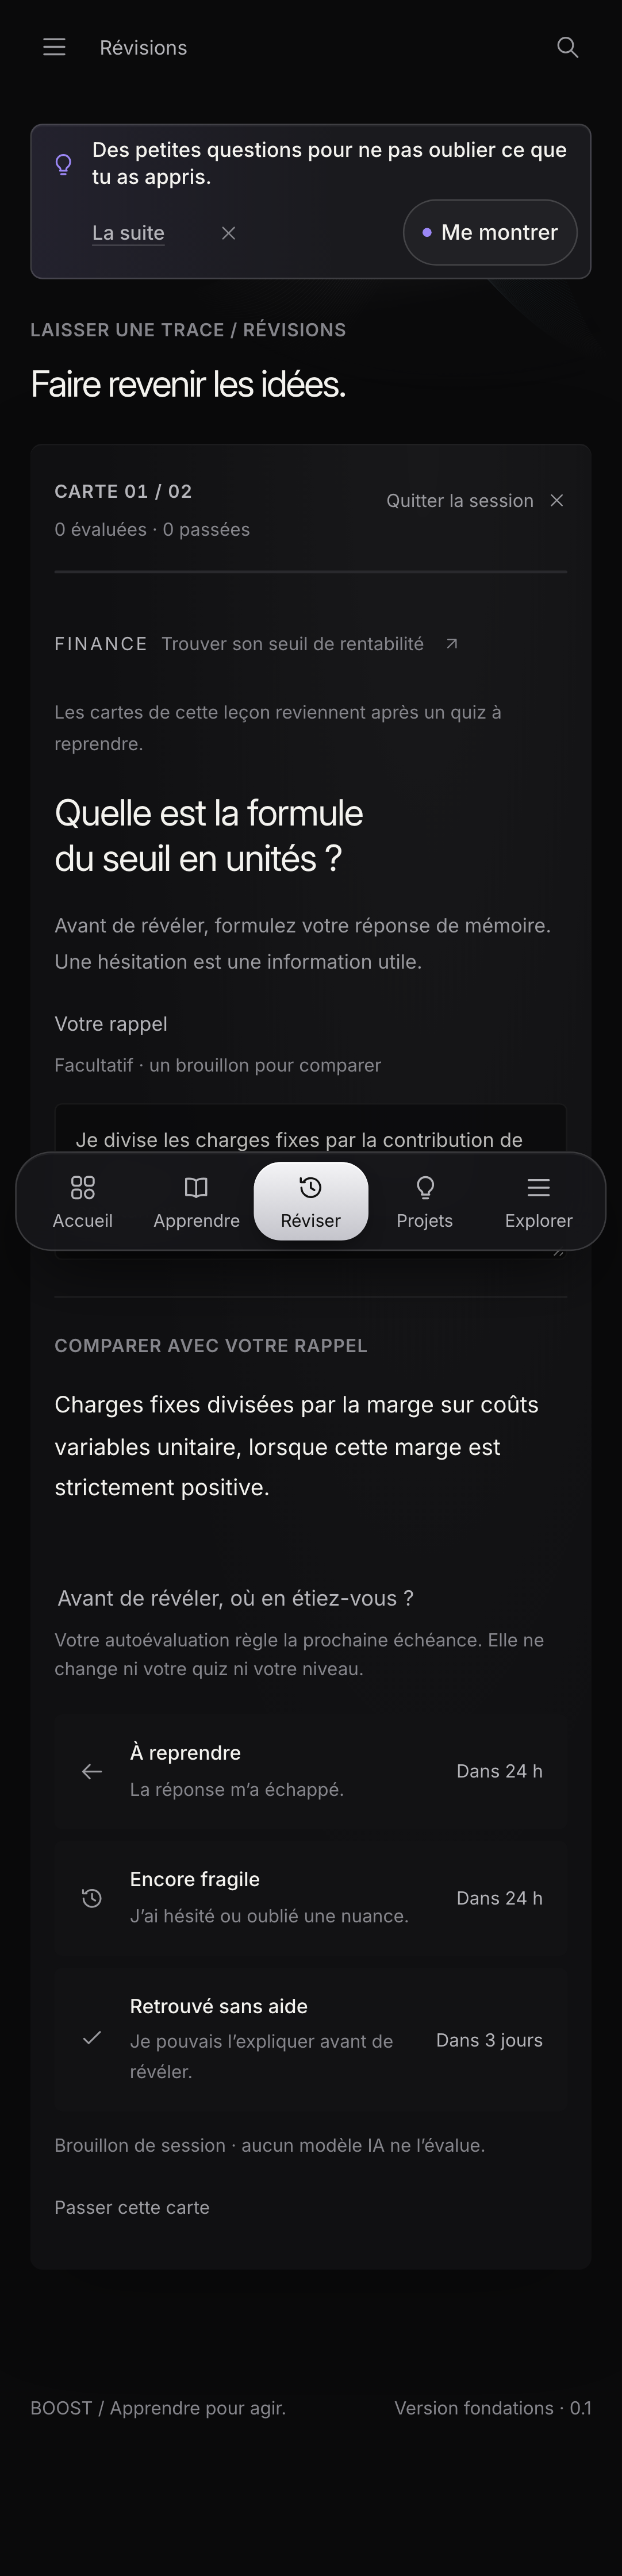 Révisions
Des petites questions pour ne pas oublier ce que
tu as appris.
La suite
Me montrer
LAISSER UNE TRACE / RÉVISIONS
Faire revenir les idées.
CARTE 01 / 02
Quitter la session
0 évaluées · 0 passées
FINANCE Trouver son seuil de rentabilité
Les cartes de cette leçon reviennent après un quiz à
reprendre.
Quelle est la formule
du seuil en unités ?
Avant de révéler, formulez votre réponse de mémoire.
Une hésitation est une information utile.
Votre rappel
Facultatif · un brouillon pour comparer
Je divise les charges fixes par la contribution de
Accueil
Apprendre
Réviser
Projets
Explorer
COMPARER AVEC VOTRE RAPPEL
Charges fixes divisées par la marge sur coûts
variables unitaire, lorsque cette marge est
strictement positive.
Avant de révéler, où en étiez-vous ?
Votre autoévaluation règle la prochaine échéance. Elle ne
change ni votre quiz ni votre niveau.
À reprendre
La réponse m’a échappé.
Dans 24 h
Encore fragile
J’ai hésité ou oublié une nuance.
Dans 24 h
Retrouvé sans aide
Je pouvais l’expliquer avant de
révéler.
Dans 3 jours
Brouillon de session · aucun modèle IA ne l’évalue.
Passer cette carte
BOOST / Apprendre pour agir.
Version fondations · 0.1